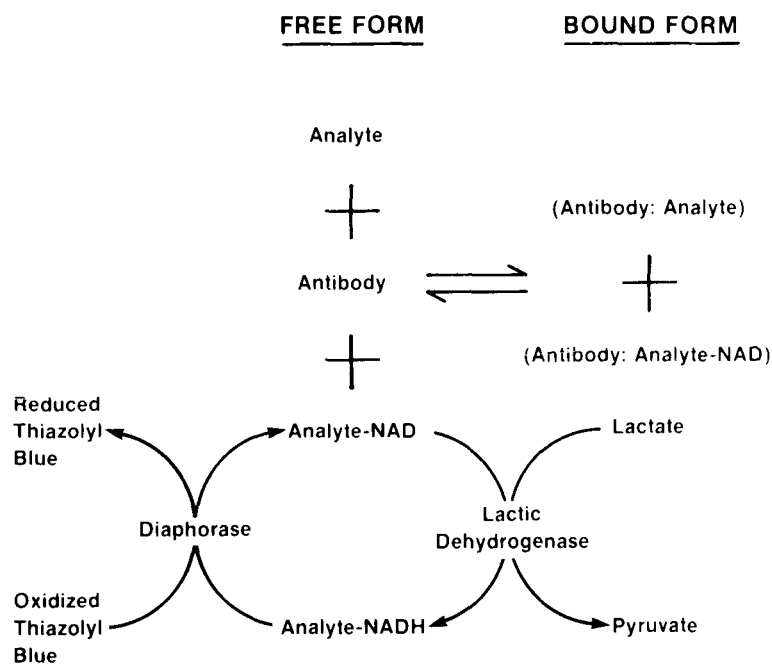 FREE FORM
BOUND FORM
Analyte
(Antibody: Analyte)
Antibody
(Antibody: Analyte-NAD)
Reduced
Thiazolyl
Blue
Analyte-NAD
Lactate
Diaphorase
Lactic
Dehydrogenase
Oxidized
Thiazolyl
Blue
Analyte-NADH
Pyruvate